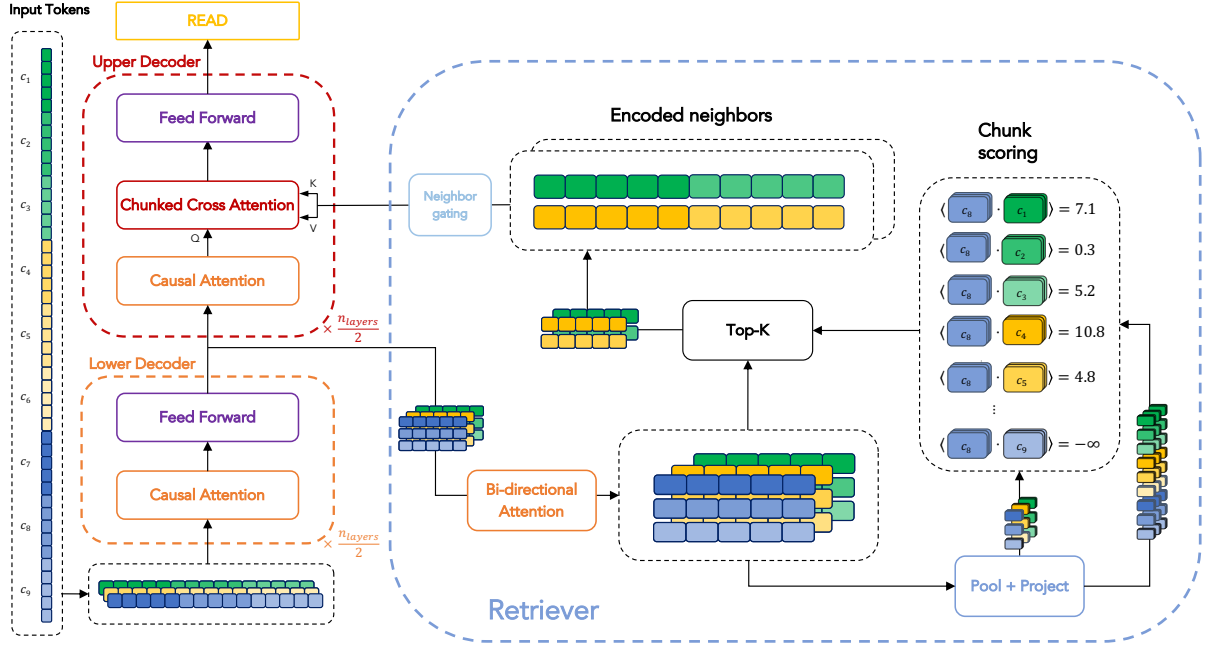 Input Tokens
c₁
c₂
c₃
c₄
c₅
c₆
c₇
c₈
c₉
READ
Upper Decoder
Feed Forward
Chunked Cross Attention
K
V
Q
Causal Attention
× n_layers / 2
Lower Decoder
Feed Forward
Causal Attention
× n_layers / 2
Neighbor
gating
Encoded neighbors
Top-K
Bi-directional
Attention
Retriever
Chunk
scoring
⟨ c₈ · c₁ ⟩ = 7.1
⟨ c₈ · c₂ ⟩ = 0.3
⟨ c₈ · c₃ ⟩ = 5.2
⟨ c₈ · c₄ ⟩ = 10.8
⟨ c₈ · c₅ ⟩ = 4.8
⋮
⟨ c₈ · c₉ ⟩ = −∞
Pool + Project